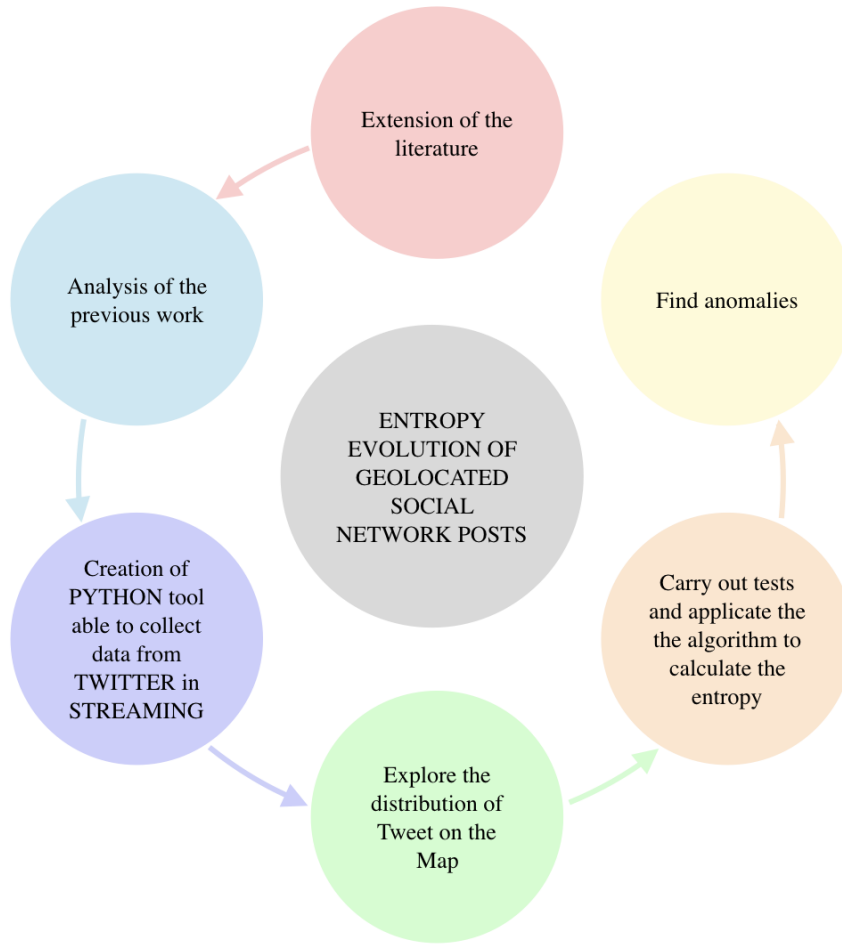 Extension of the
literature
Analysis of the
previous work
Creation of
PYTHON tool
able to collect
data from
TWITTER in
STREAMING
Explore the
distribution of
Tweet on the
Map
Carry out tests
and applicate the
the algorithm to
calculate the
entropy
Find anomalies
ENTROPY
EVOLUTION OF
GEOLOCATED
SOCIAL
NETWORK POSTS